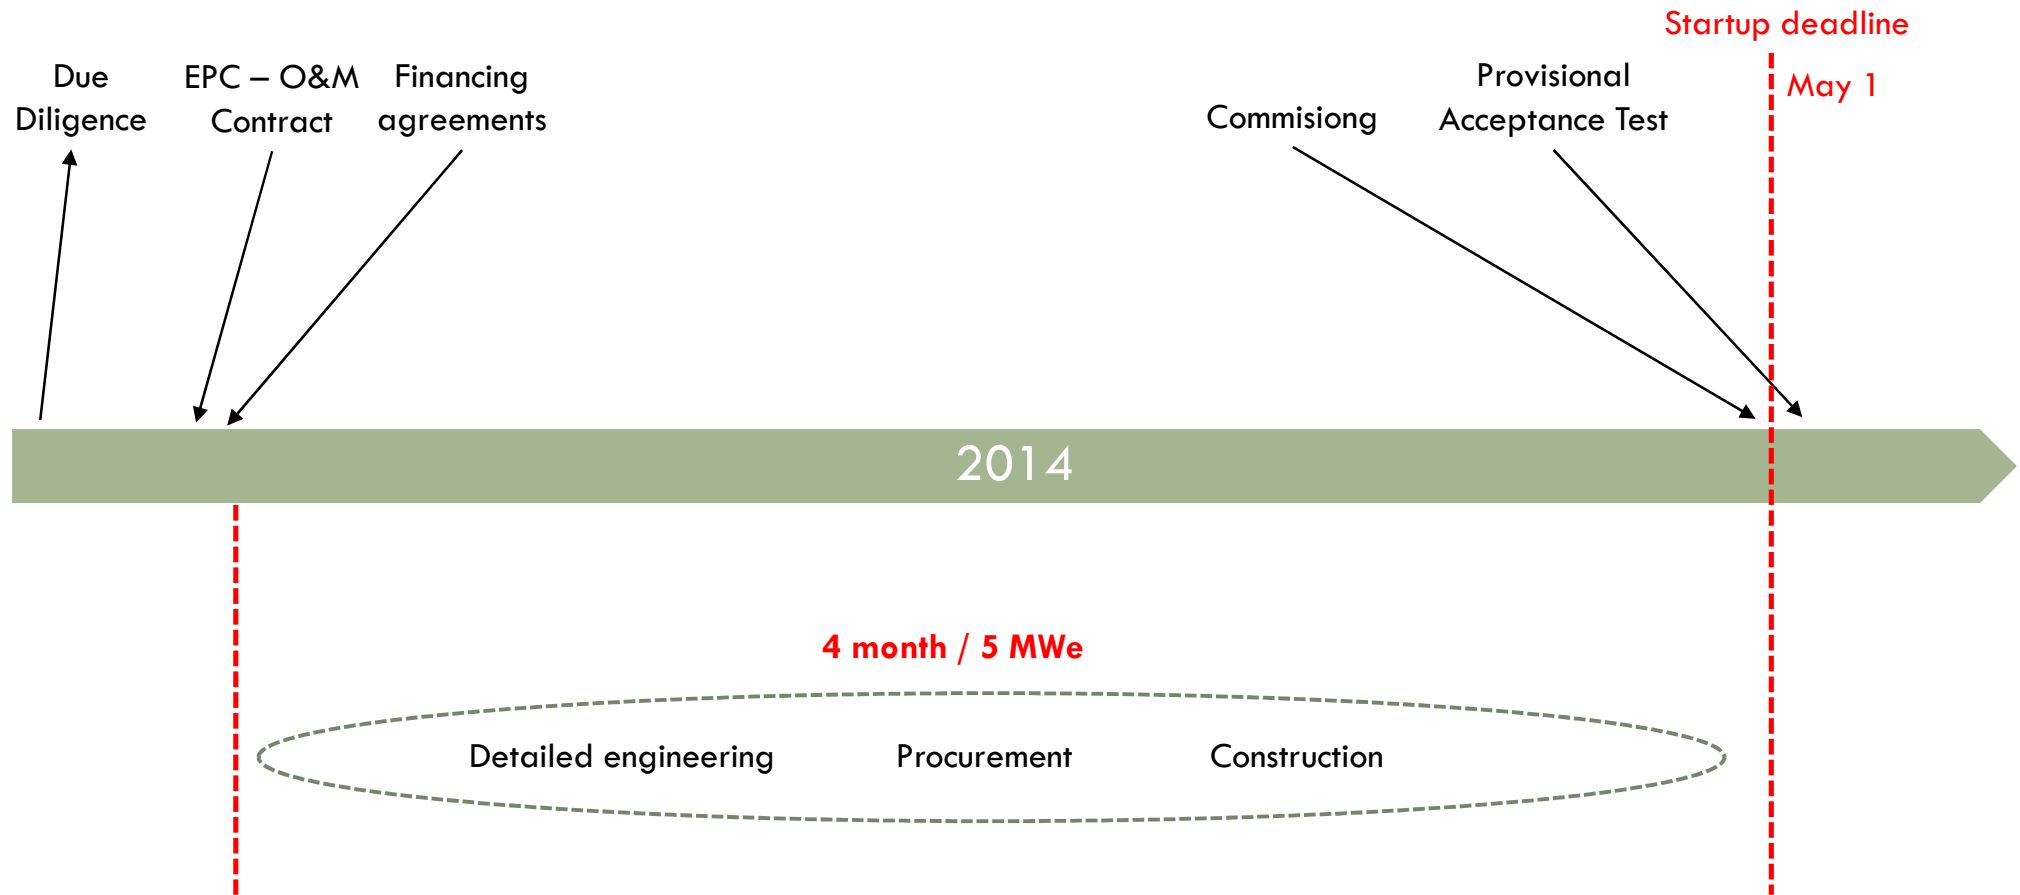 Startup deadline
May 1
Due
Diligence
EPC – O&M
Contract
Financing
agreements
Commisiong
Provisional
Acceptance Test
2014
4 month / 5 MWe
Detailed engineering
Procurement
Construction